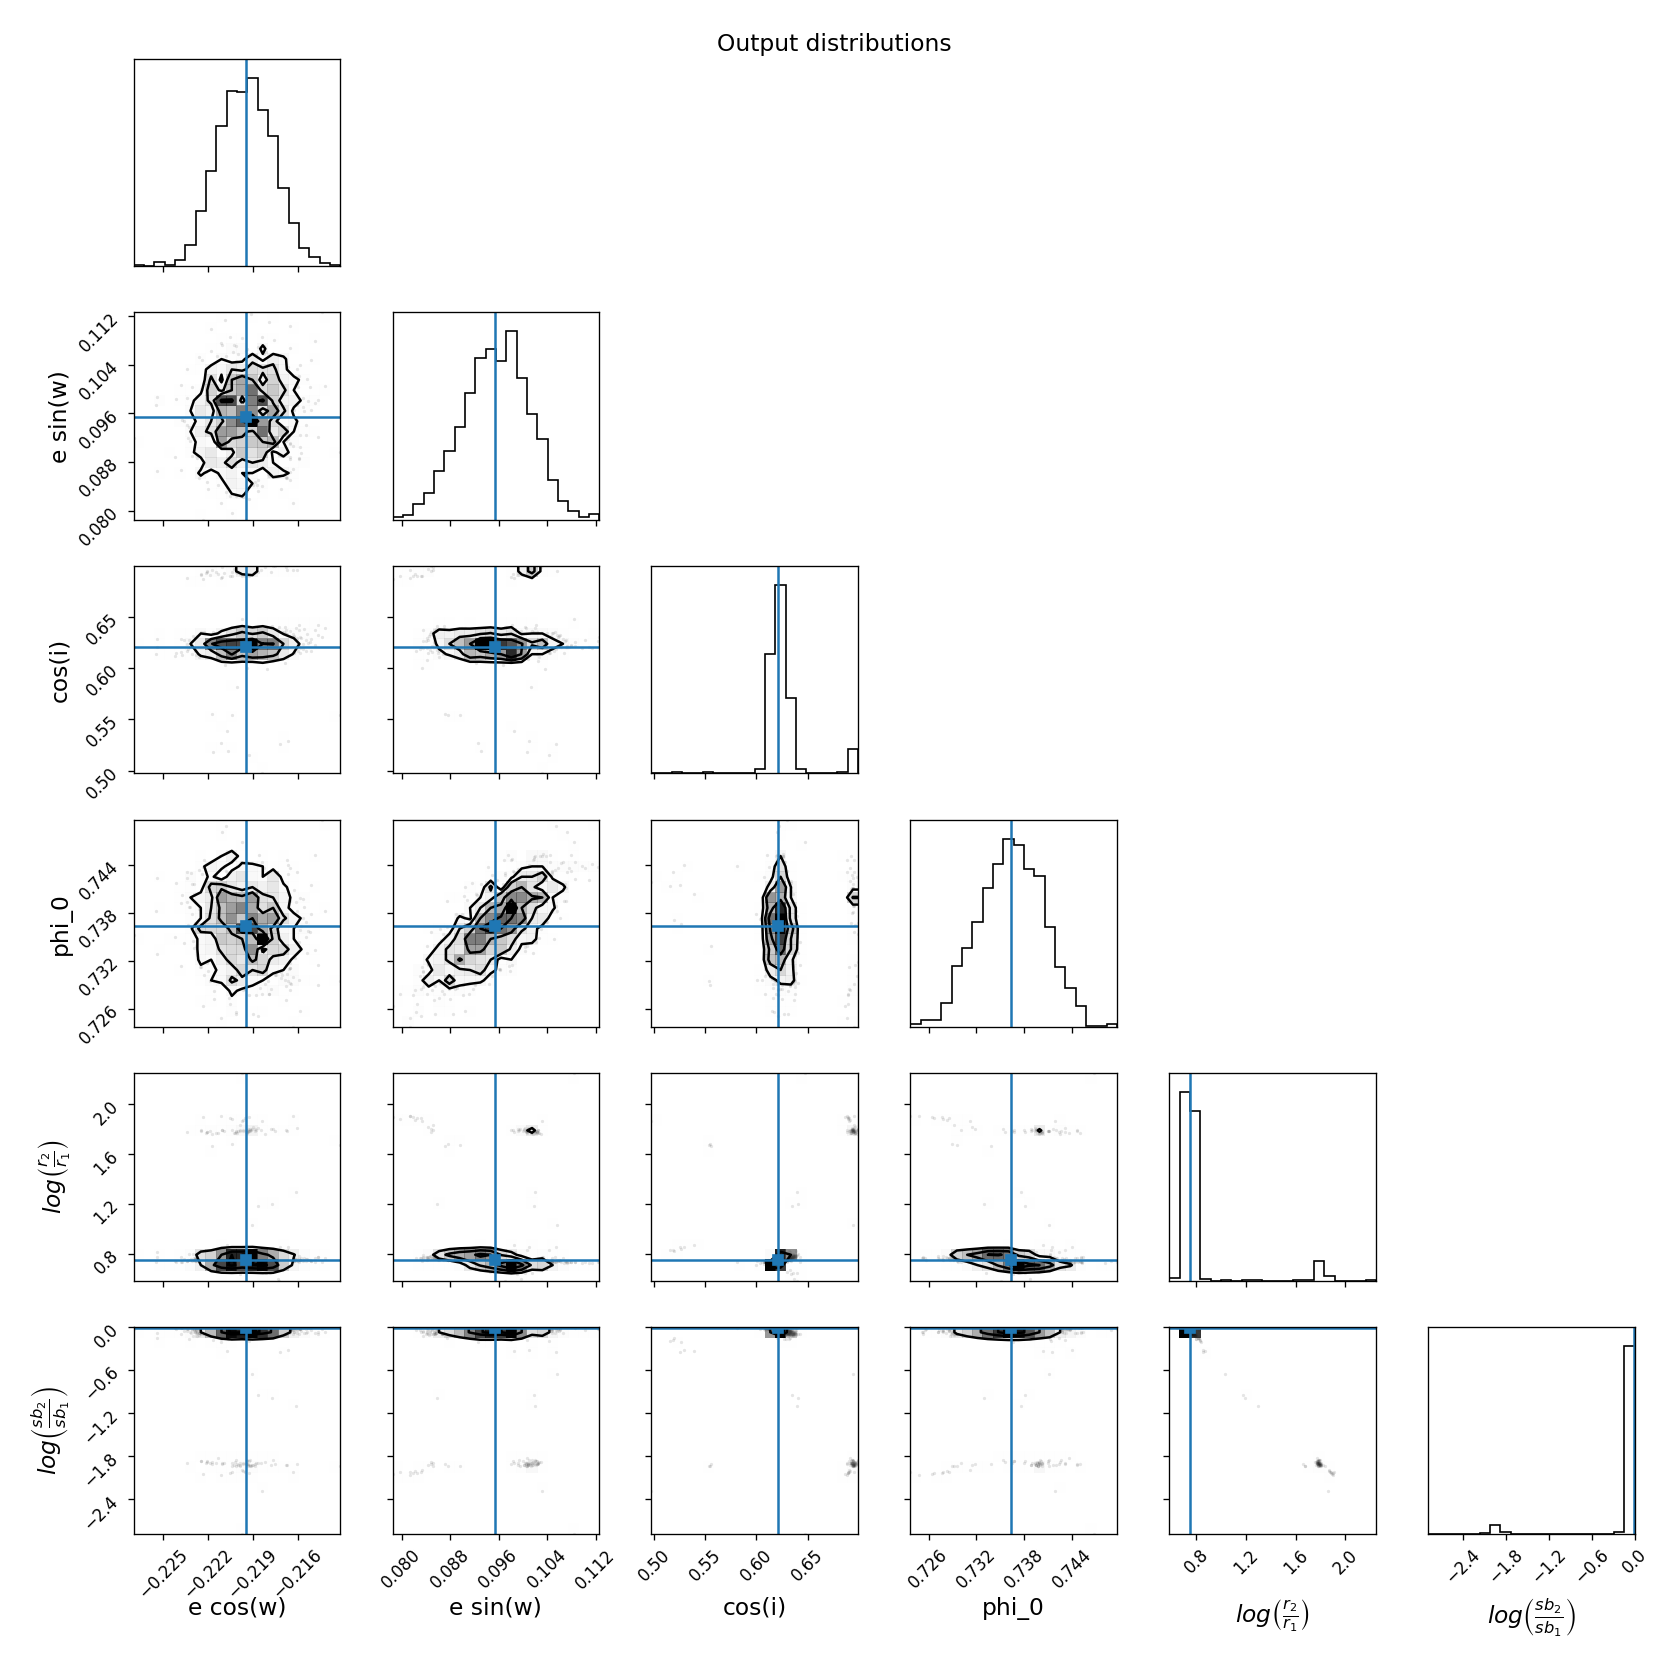 Output distributions
e sin(w)
0.112
0.104
0.096
0.088
0.080
cos(i)
0.65
0.60
0.55
0.50
phi_0
0.744
0.738
0.732
0.726
log(r₂/r₁)
2.0
1.6
1.2
0.8
log(sb₂/sb₁)
0.0
−0.6
−1.2
−1.8
−2.4
−0.225 −0.222 −0.219 −0.216
0.080 0.088 0.096 0.104 0.112
0.50 0.55 0.60 0.65
0.726 0.732 0.738 0.744
0.8 1.2 1.6 2.0
−2.4 −1.8 −1.2 −0.6 0.0
e cos(w)
e sin(w)
cos(i)
phi_0
log(r₂/r₁)
log(sb₂/sb₁)